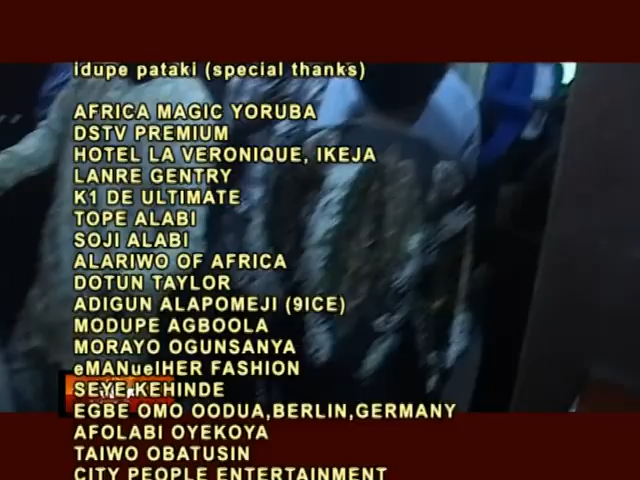 idupe pataki (special thanks)
AFRICA MAGIC YORUBA
DSTV PREMIUM
HOTEL LA VERONIQUE, IKEJA
LANRE GENTRY
K1 DE ULTIMATE
TOPE ALABI
SOJI ALABI
ALARIWO OF AFRICA
DOTUN TAYLOR
ADIGUN ALAPOMEJI (9ICE)
MODUPE AGBOOLA
MORAYO OGUNSANYA
eMANuelHER FASHION
SEYE KEHINDE
EGBE OMO OODUA,BERLIN,GERMANY
AFOLABI OYEKOYA
TAIWO OBATUSIN
CITY PEOPLE ENTERTAINMENT